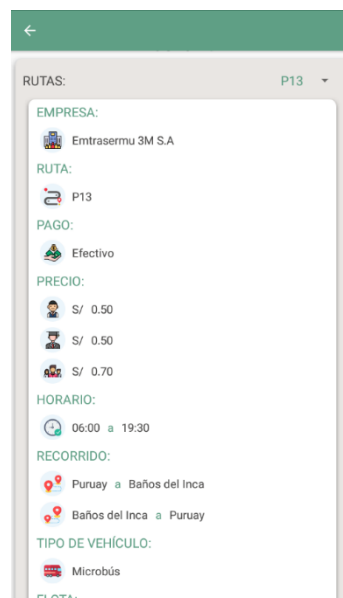 RUTAS: P13
EMPRESA:
Emtrasermu 3M S.A
RUTA:
P13
PAGO:
Efectivo
PRECIO:
S/ 0.50
S/ 0.50
S/ 0.70
HORARIO:
06:00 a 19:30
RECORRIDO:
Puruay a Baños del Inca
Baños del Inca a Puruay
TIPO DE VEHÍCULO:
Microbús
FLOTA: